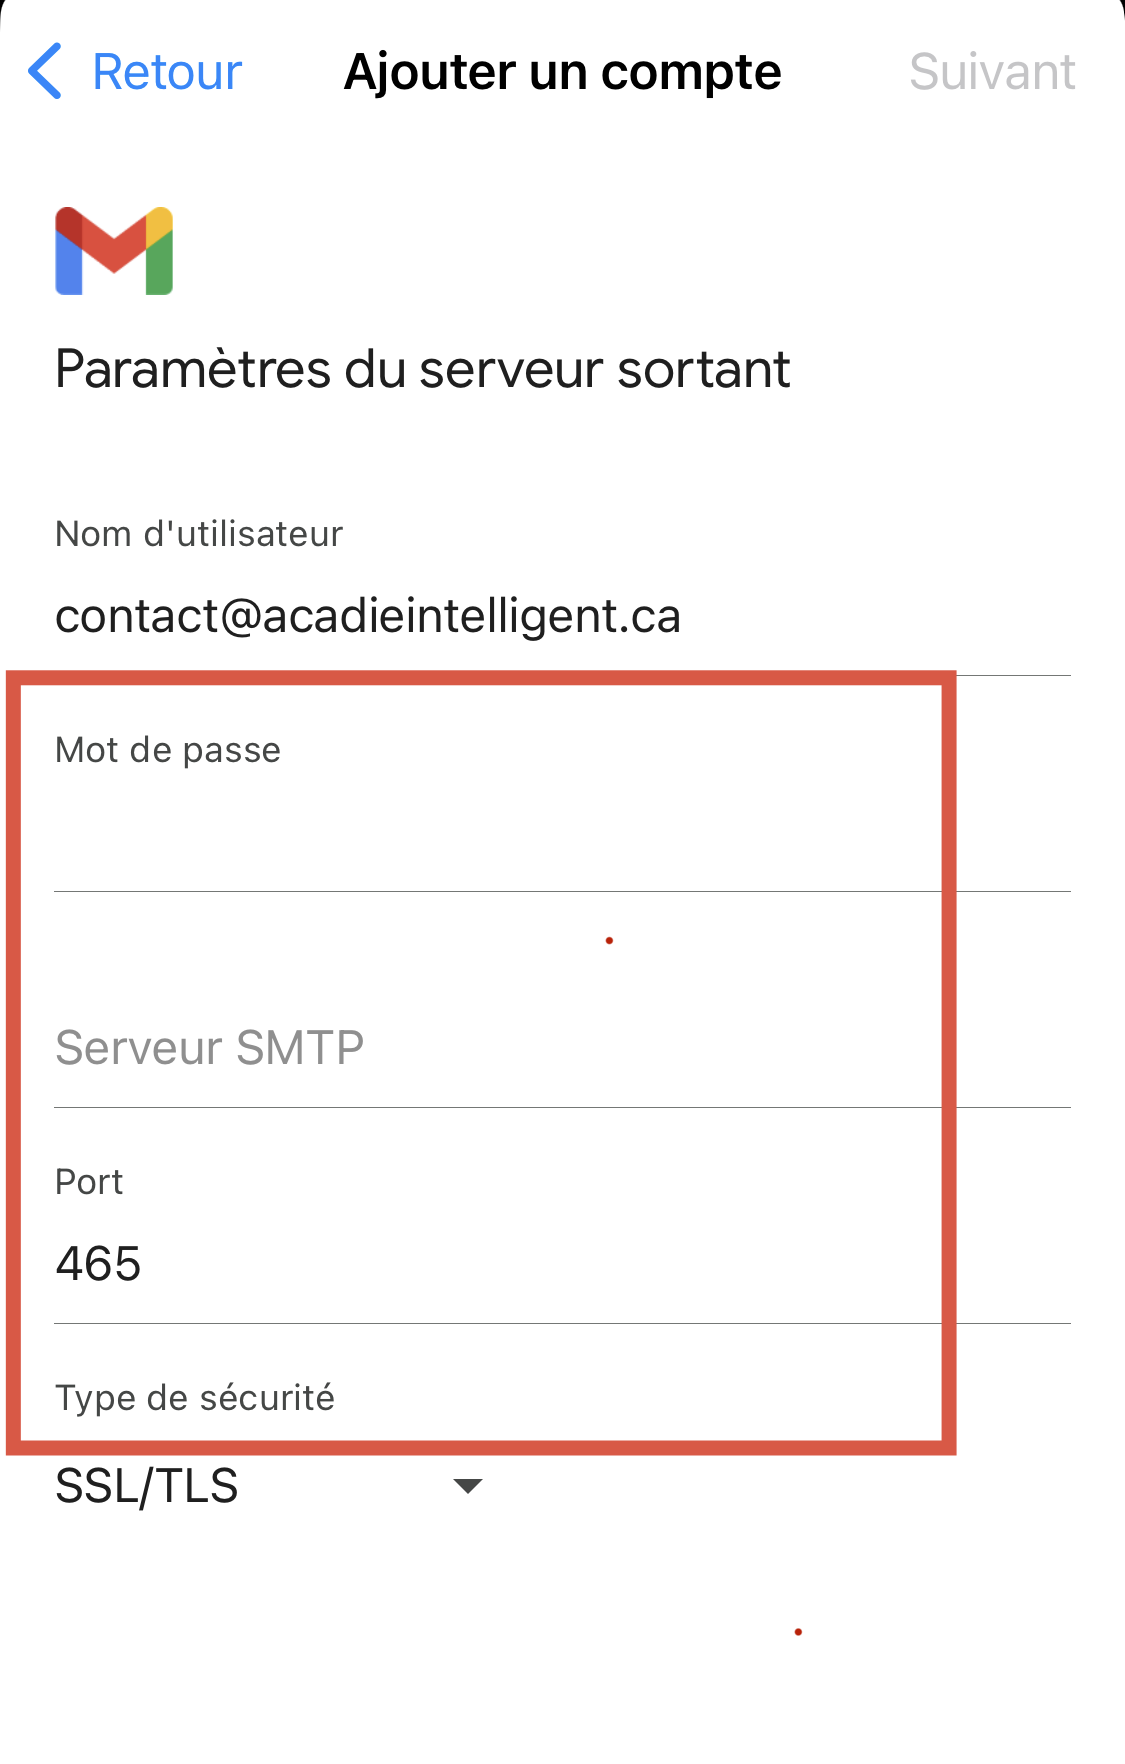 Retour
Ajouter un compte
Suivant
Paramètres du serveur sortant
Nom d'utilisateur
contact@acadieintelligent.ca
Mot de passe
Serveur SMTP
Port
465
Type de sécurité
SSL/TLS